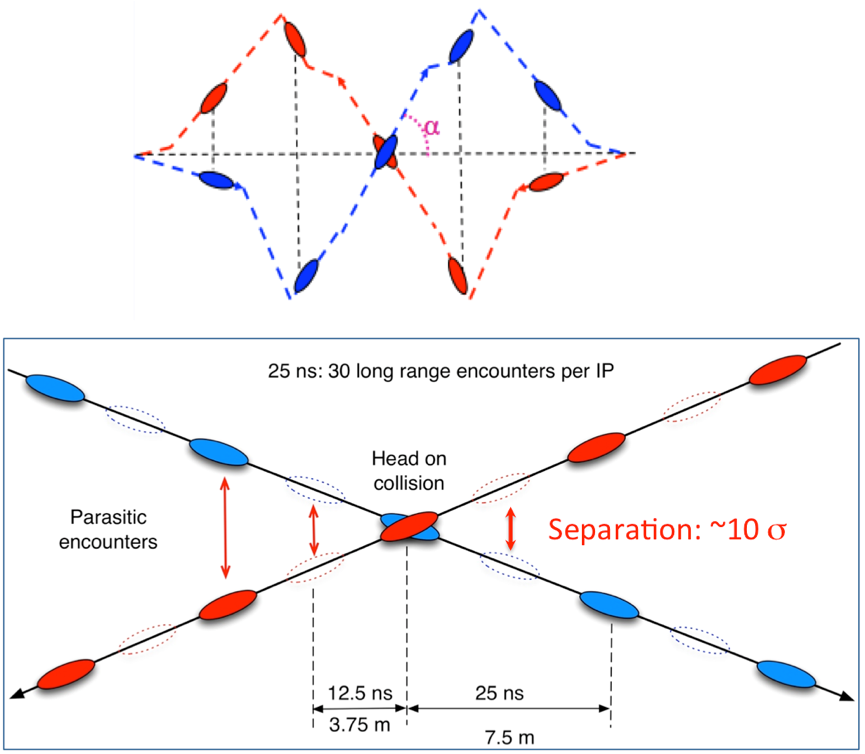 α
25 ns: 30 long range encounters per IP
Head on
collision
Parasitic
encounters
Separation: ~10 σ
12.5 ns
25 ns
3.75 m
7.5 m